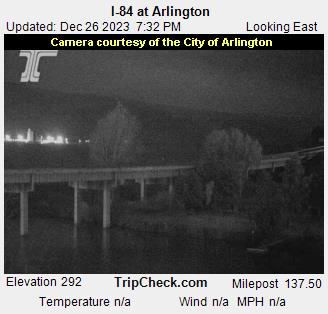 I-84 at Arlington
Updated: Dec 26 2023 7:32 PM Looking East
Camera courtesy of the City of Arlington
Elevation 292 TripCheck.com Milepost 137.50
Temperature n/a Wind n/a MPH n/a